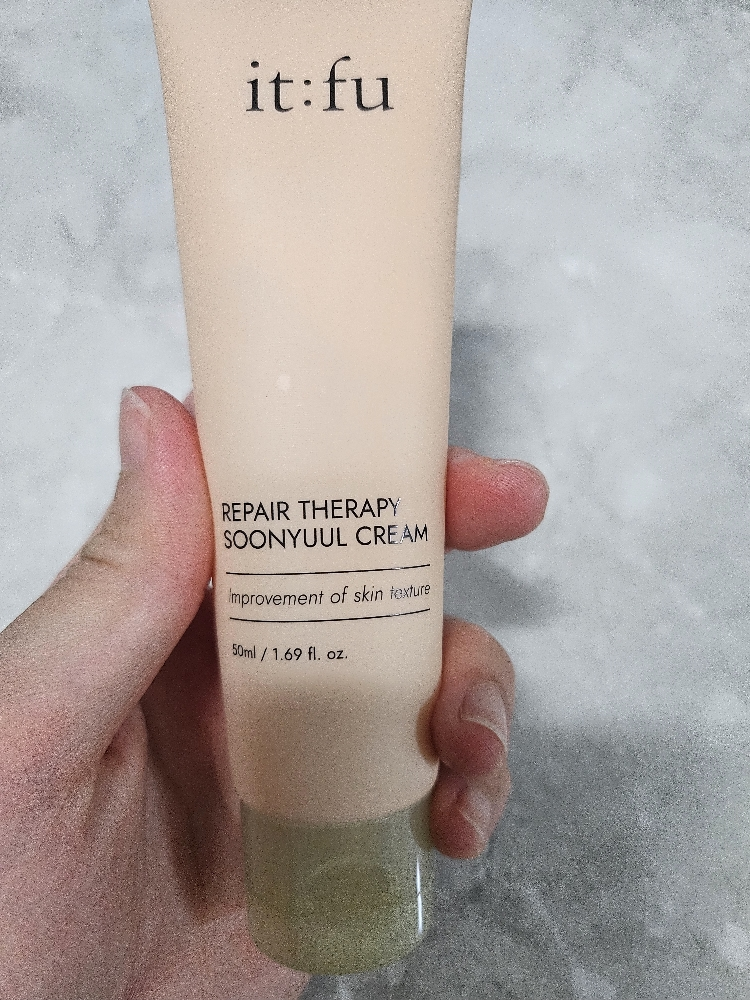 it:fu
REPAIR THERAPY
SOONYUUL CREAM
Improvement of skin texture
50ml / 1.69 fl. oz.